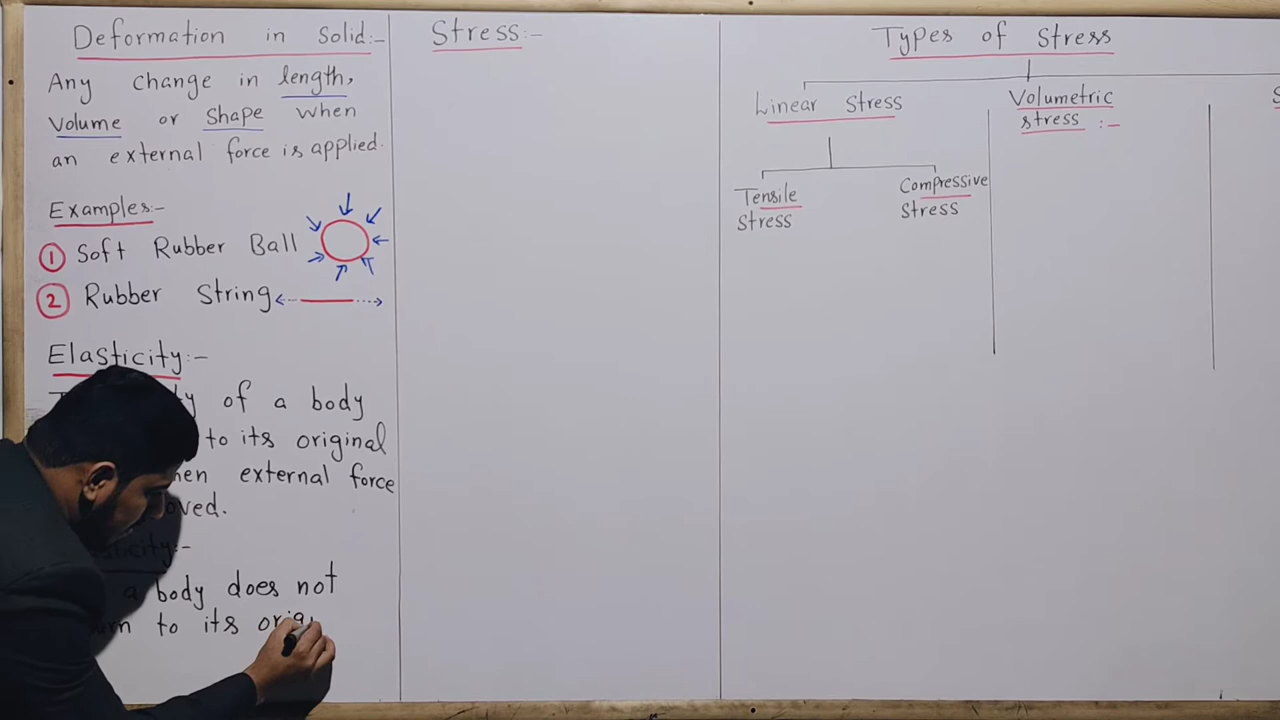 Deformation in Solid:-
Any change in length,
Volume or Shape when
an external force is applied.
Examples:-
① Soft Rubber Ball
② Rubber String
Elasticity:-
of a body
to its original
external force
does not
body
to its
Stress:-
Types of Stress
Linear Stress
Volumetric
stress :-
Tensile
Stress
Compressive
Stress